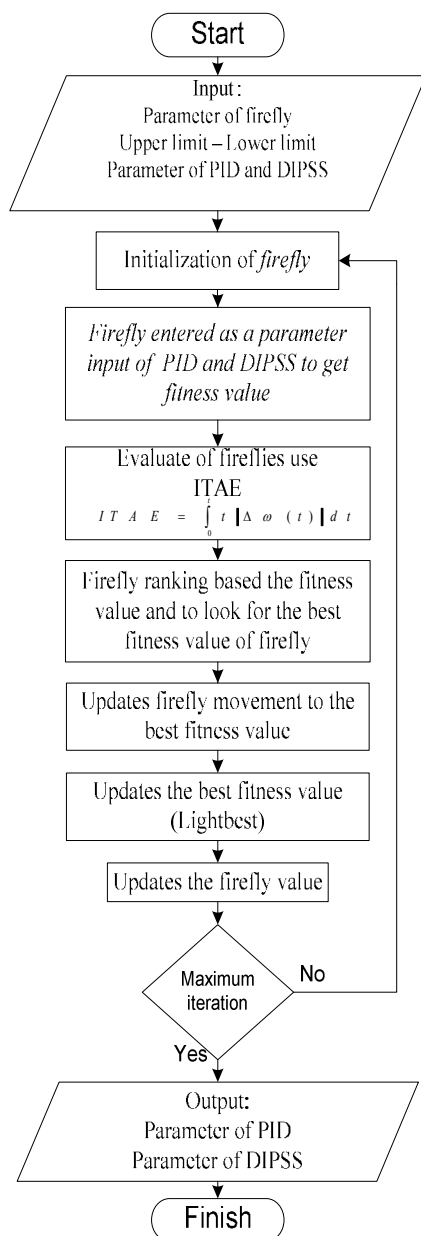 Start
Input:
Parameter of firefly
Upper limit – Lower limit
Parameter of PID and DIPSS
Initialization of firefly
Firefly entered as a parameter
input of PID and DIPSS to get
fitness value
Evaluate of fireflies use
ITAE
I T A E = ∫₀ᵗ t |Δ ω (t)| d t
Firefly ranking based the fitness
value and to look for the best
fitness value of firefly
Updates firefly movement to the
best fitness value
Updates the best fitness value
(Lightbest)
Updates the firefly value
Maximum
iteration
No
Yes
Output:
Parameter of PID
Parameter of DIPSS
Finish